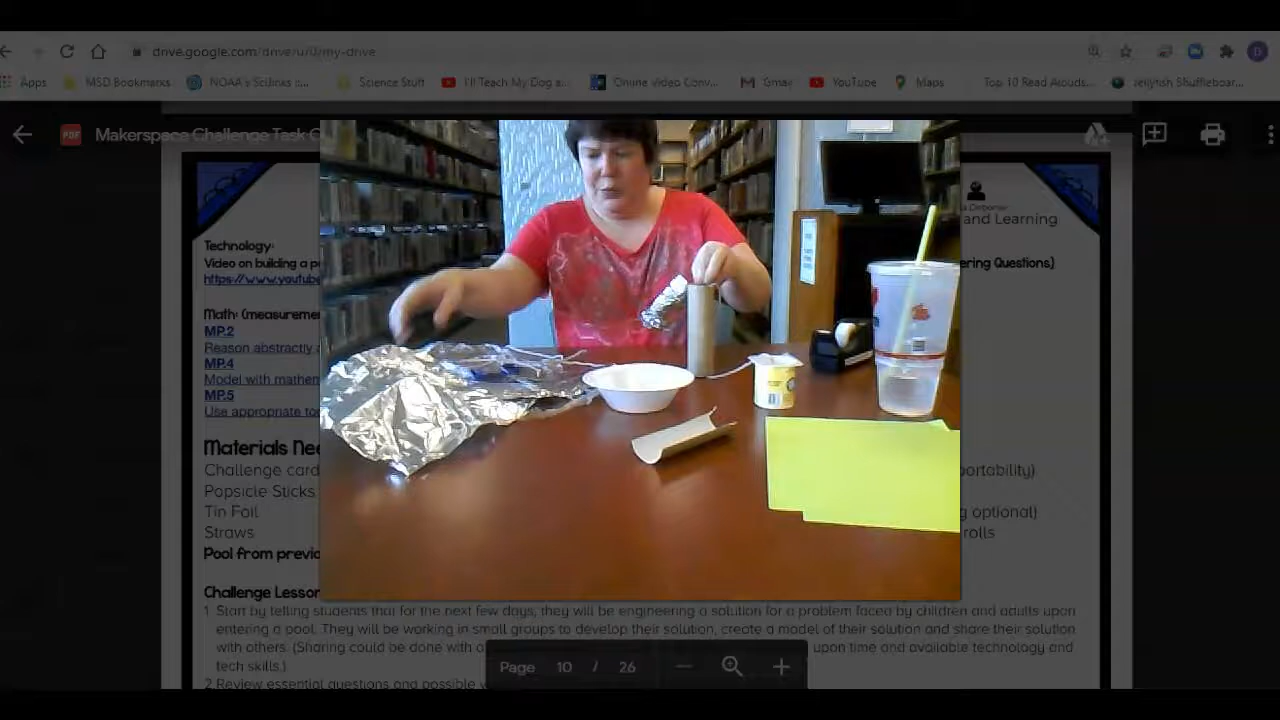 drive.google.com/drive/u/0/my-drive
Apps MSD Bookmarks NOAA's SciJinks :.... Science Stuff I'll Teach My Dog a... Online Video Conv... Gmail YouTube Maps Top 10 Read Alouds... Jellyfish Shuffleboar...
PDF Makerspace Challenge Task C
and Learning
Technology:
Video on building a p
ering Questions)
https://www.youtube
Math: (measureme
MP.2
Reason abstractly a
MP.4
Model with mathem
MP.5
Use appropriate to
Materials Nee
Challenge card
portability)
Popsicle Sticks
Tin Foil
g optional)
Straws
rolls
Pool from previo
Challenge Lesson
1 Start by telling students that for the next few days, they will be engineering a solution for a problem faced by children and adults upon
entering a pool. They will be working in small groups to develop their solution, create a model of their solution and share their solution
with others. (Sharing could be done with a
upon time and available technology and
tech skills.)
Page 10 / 26
2 Review essential questions and possible